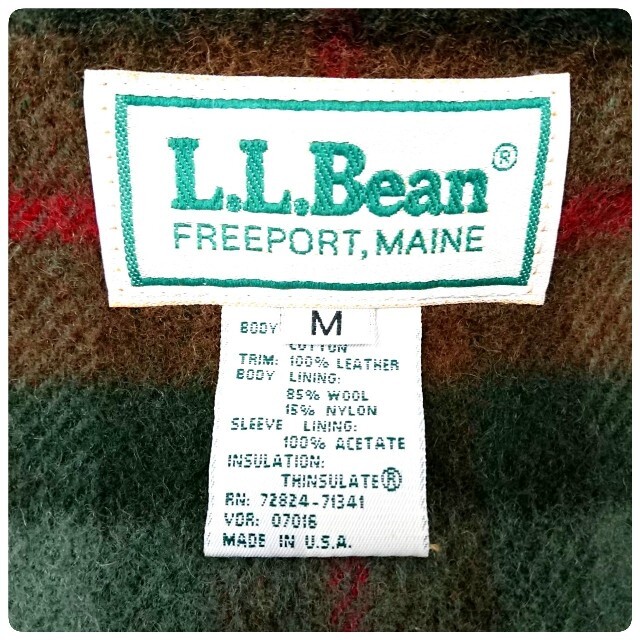 L.L.Bean®
FREEPORT, MAINE
M
BODY
COTTON
TRIM: 100% LEATHER
BODY LINING:
85% WOOL
15% NYLON
SLEEVE LINING:
100% ACETATE
INSULATION:
THINSULATE®
RN: 72824-71341
VDR: 07016
MADE IN U.S.A.